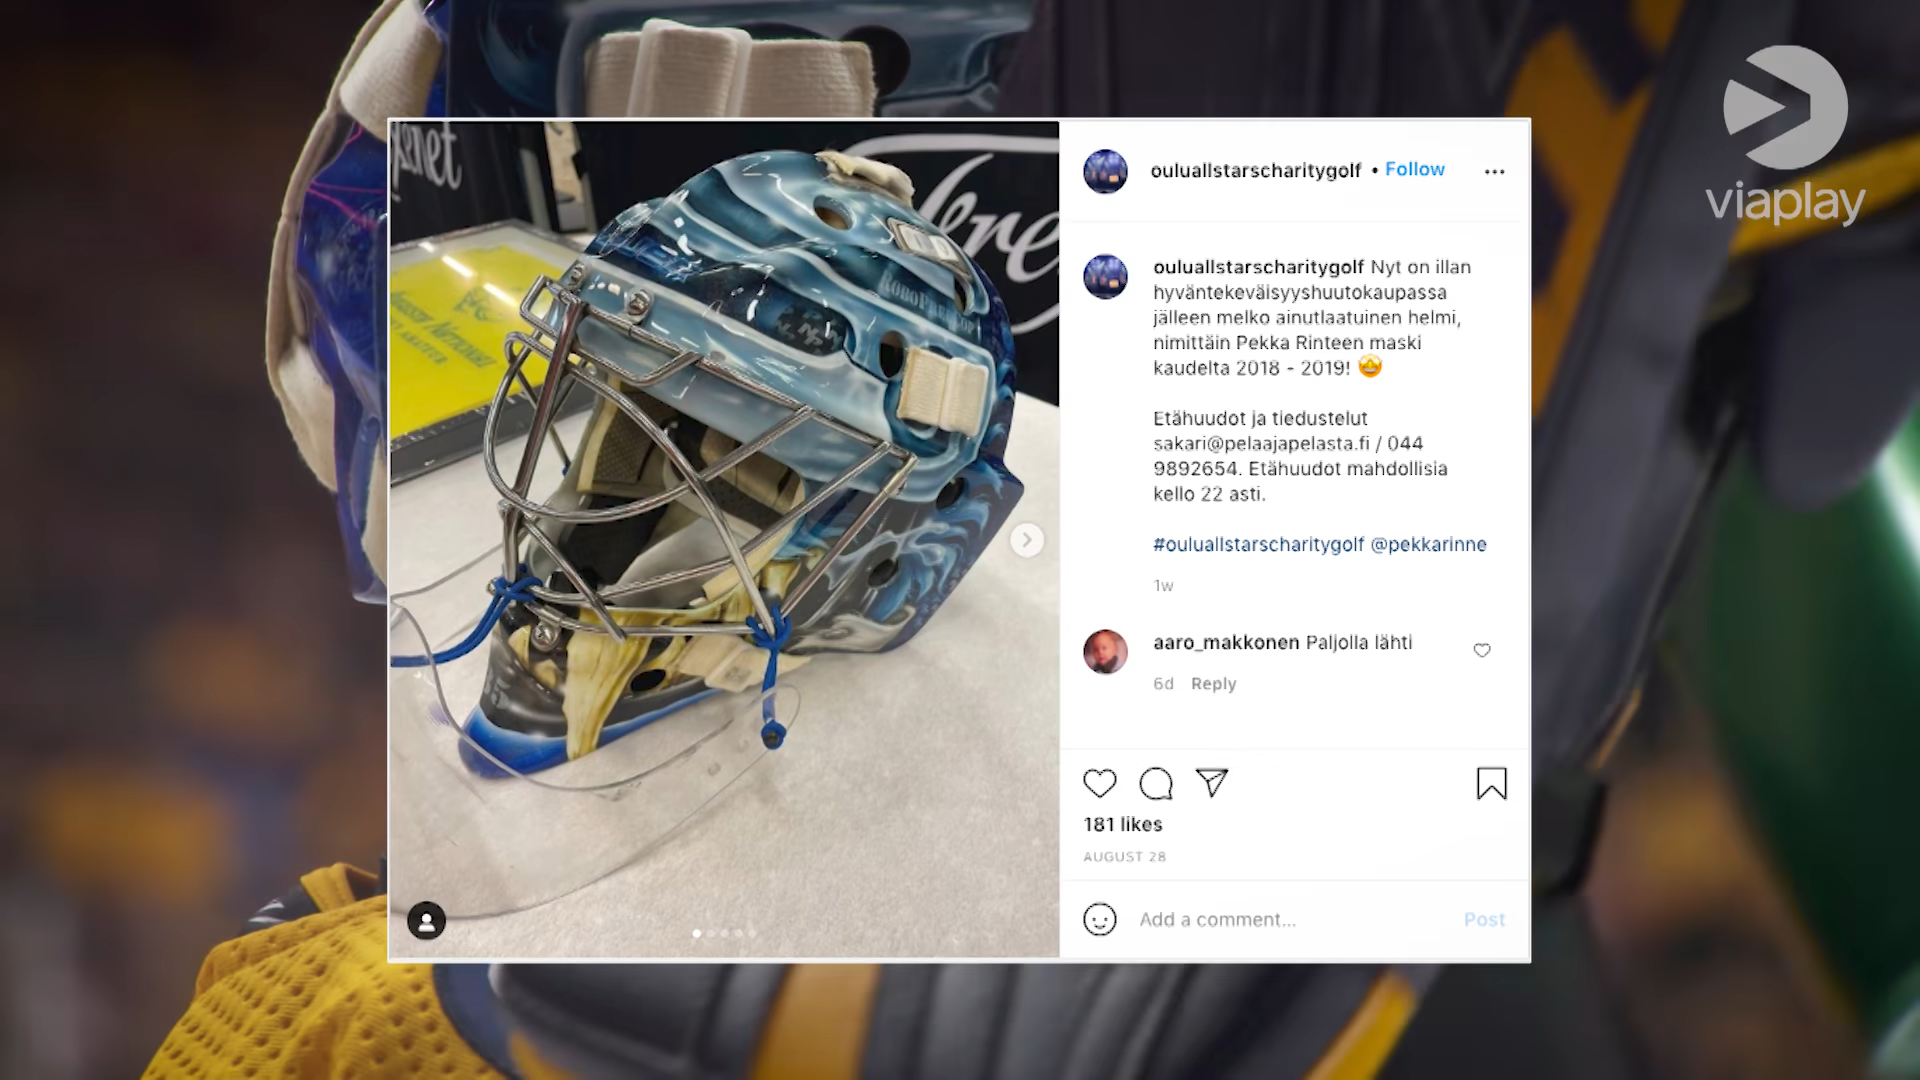 viaplay
ouluallstarscharitygolf • Follow
ouluallstarscharitygolf Nyt on illan
hyväntekeväisyyshuutokaupassa
jälleen melko ainutlaatuinen helmi,
nimittäin Pekka Rinteen maski
kaudelta 2018 - 2019! 🤩
Etähuudot ja tiedustelut
sakari@pelaajapelasta.fi / 044
9892654. Etähuudot mahdollisia
kello 22 asti.
#ouluallstarscharitygolf @pekkarinne
1w
aaro_makkonen Paljolla lähti
6d Reply
181 likes
AUGUST 28
Add a comment... Post